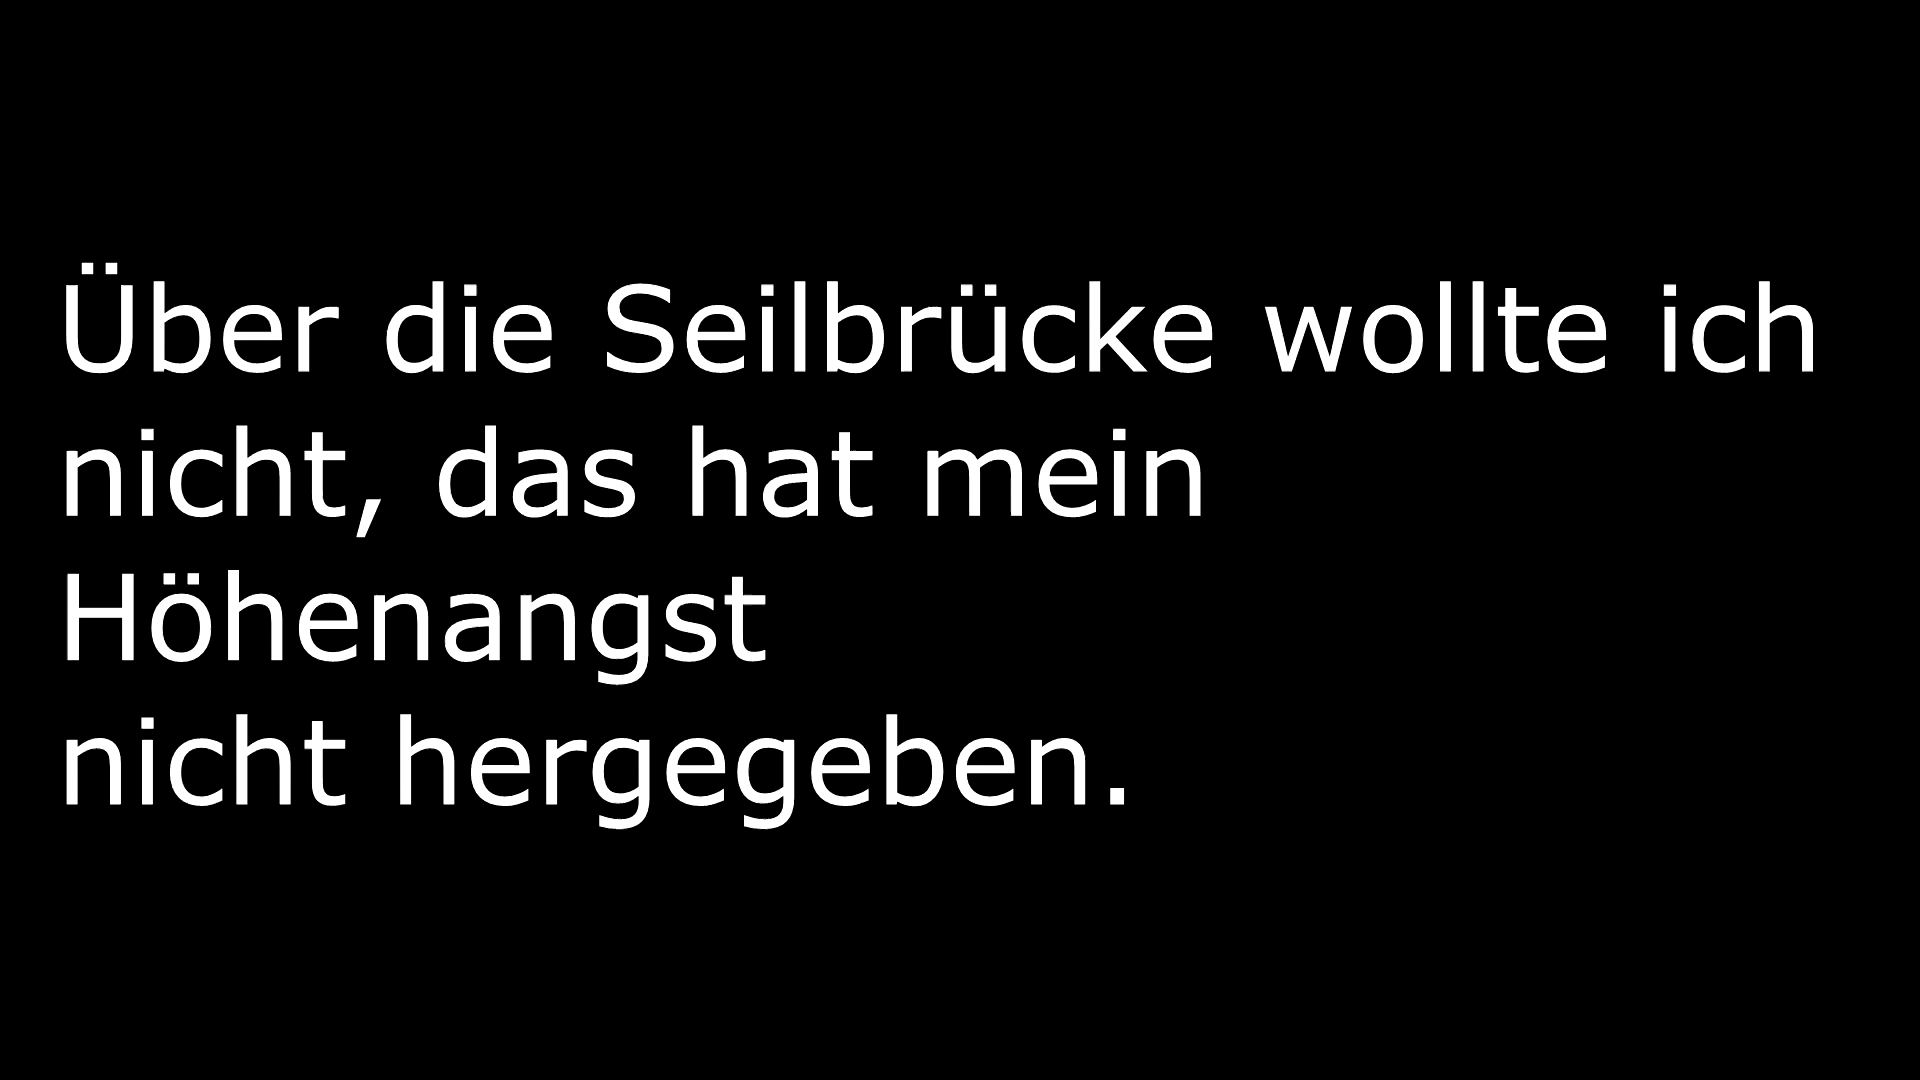 Über die Seilbrücke wollte ich
nicht, das hat mein
Höhenangst
nicht hergegeben.